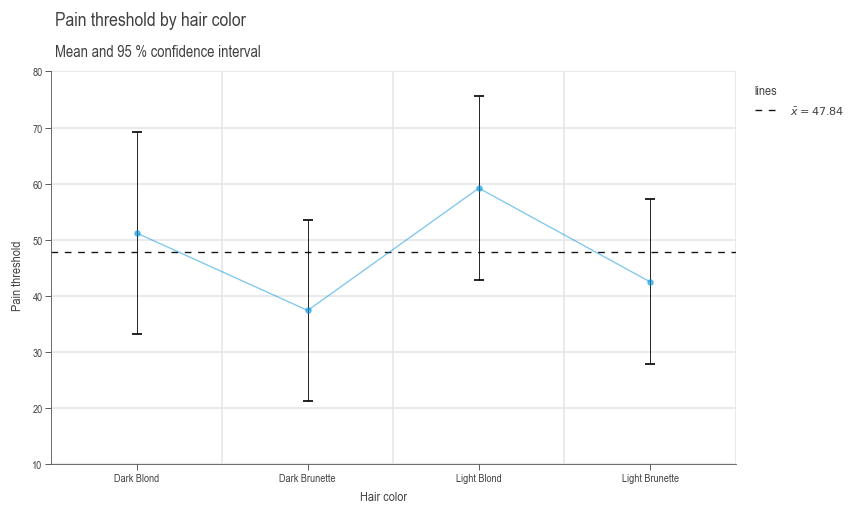 Pain threshold by hair color
Mean and 95 % confidence interval
lines
x̄ = 47.84
Pain threshold
80
70
60
50
40
30
20
10
Dark Blond
Dark Brunette
Light Blond
Light Brunette
Hair color